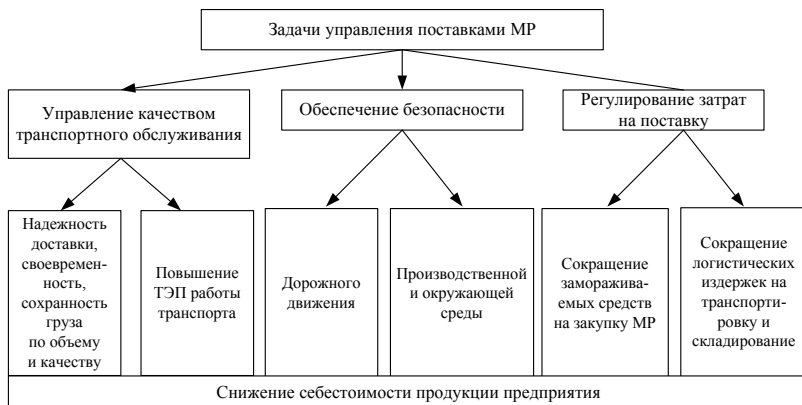 Задачи управления поставками МР
Управление качеством
транспортного обслуживания
Обеспечение безопасности
Регулирование затрат
на поставку
Надежность
доставки,
своевремен-
ность,
сохранность
груза
по объему
и качеству
Повышение
ТЭП работы
транспорта
Дорожного
движения
Производственной
и окружающей
среды
Сокращение
заморажива-
емых средств
на закупку МР
Сокращение
логистических
издержек на
транспорти-
ровку и
складирование
Снижение себестоимости продукции предприятия